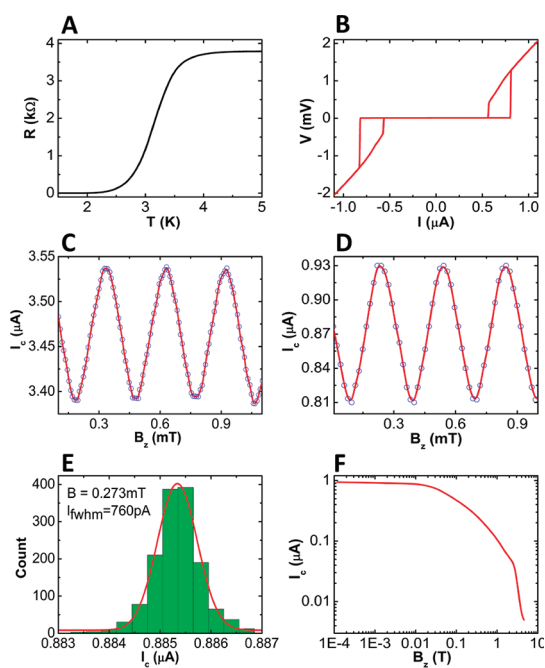 A
4
3
2
1
0
R (kΩ)
2
3
4
5
T (K)
B
2
1
0
-1
-2
V (mV)
-1.0
-0.5
0.0
0.5
1.0
I (μA)
C
3.55
3.50
3.45
3.40
I_c (μA)
0.3
0.6
0.9
B_z (mT)
D
0.93
0.90
0.87
0.84
0.81
I_c (μA)
0.3
0.6
0.9
B_z (mT)
E
400
300
200
100
0
Count
B = 0.273mT
I_fwhm=760pA
0.883
0.884
0.885
0.886
0.887
I_c (μA)
F
1
0.1
0.01
I_c (μA)
1E-4
1E-3
0.01
0.1
1
10
B_z (T)